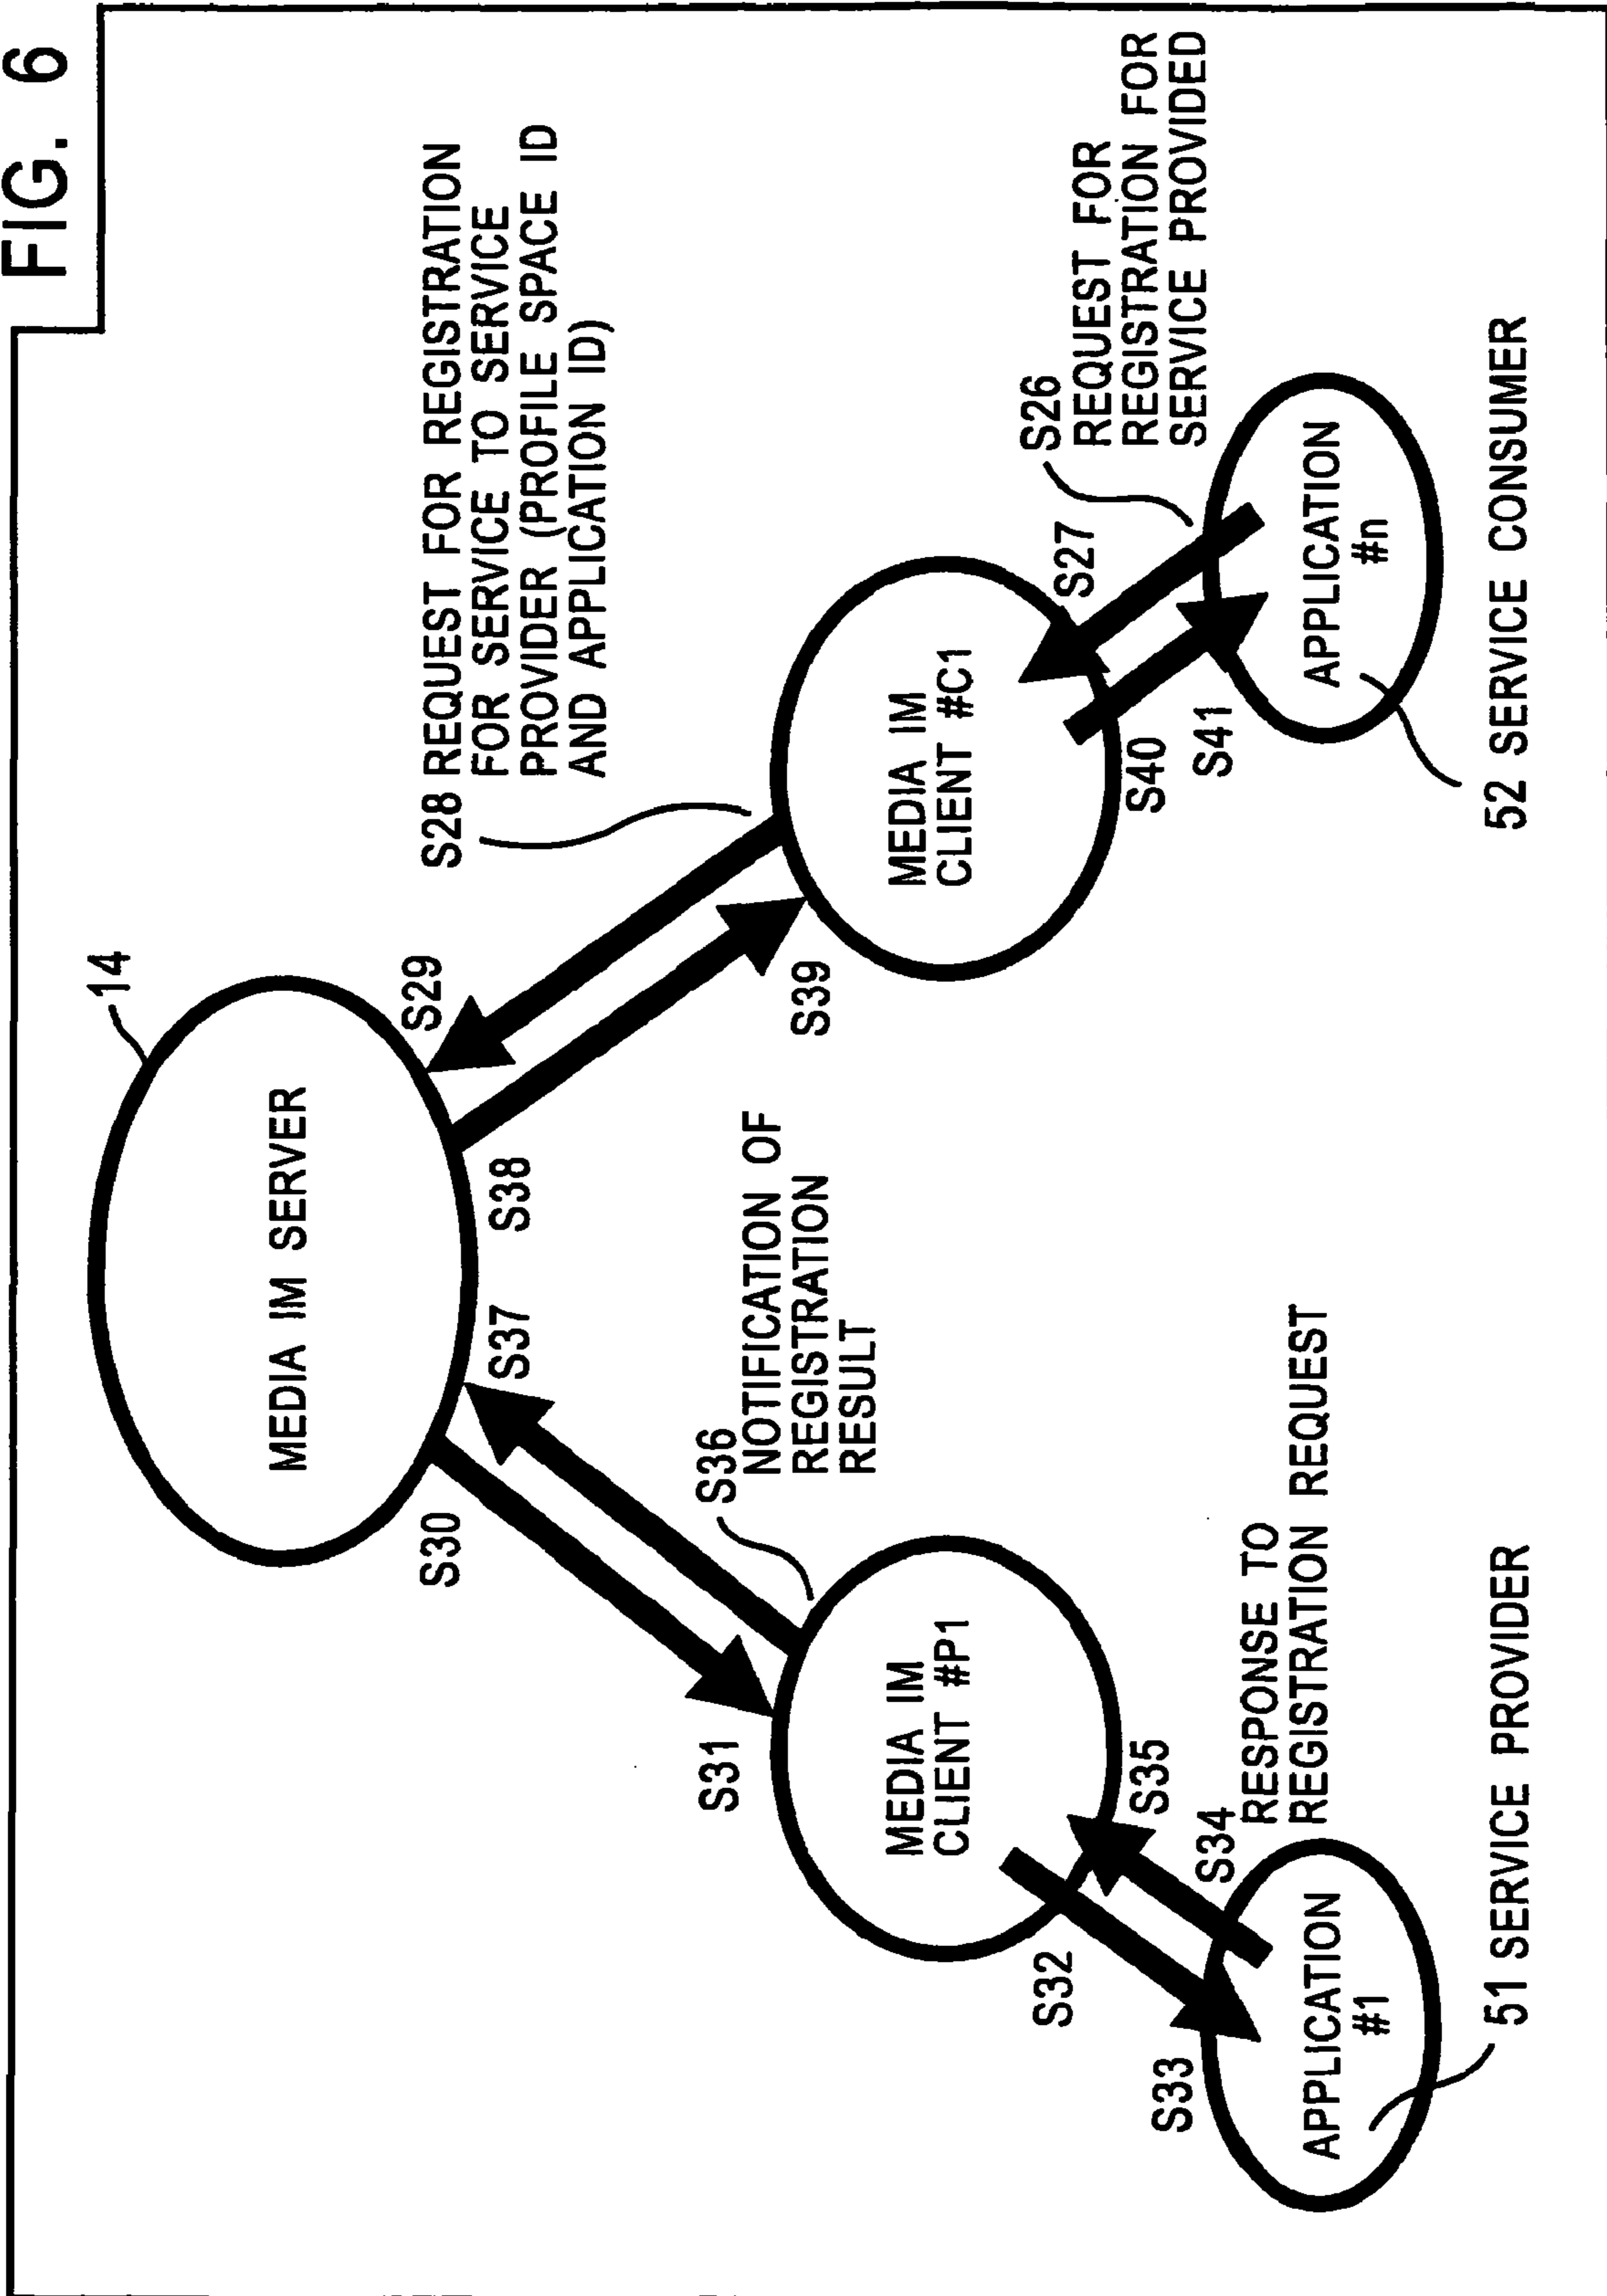 FIG. 6
14
MEDIA IM SERVER
S29
S28 REQUEST FOR REGISTRATION
FOR SERVICE TO SERVICE
PROVIDER (PROFILE SPACE ID
AND APPLICATION ID)
S30
S37
S38
S39
S31
S36
NOTIFICATION OF
REGISTRATION
RESULT
MEDIA IM
CLIENT #P1
MEDIA IM
CLIENT #C1
S27
S26
REQUEST FOR
REGISTRATION FOR
SERVICE PROVIDED
S32
S35
S40
S41
S33
S34
RESPONSE TO
REGISTRATION REQUEST
APPLICATION
#1
APPLICATION
#n
51 SERVICE PROVIDER
52 SERVICE CONSUMER